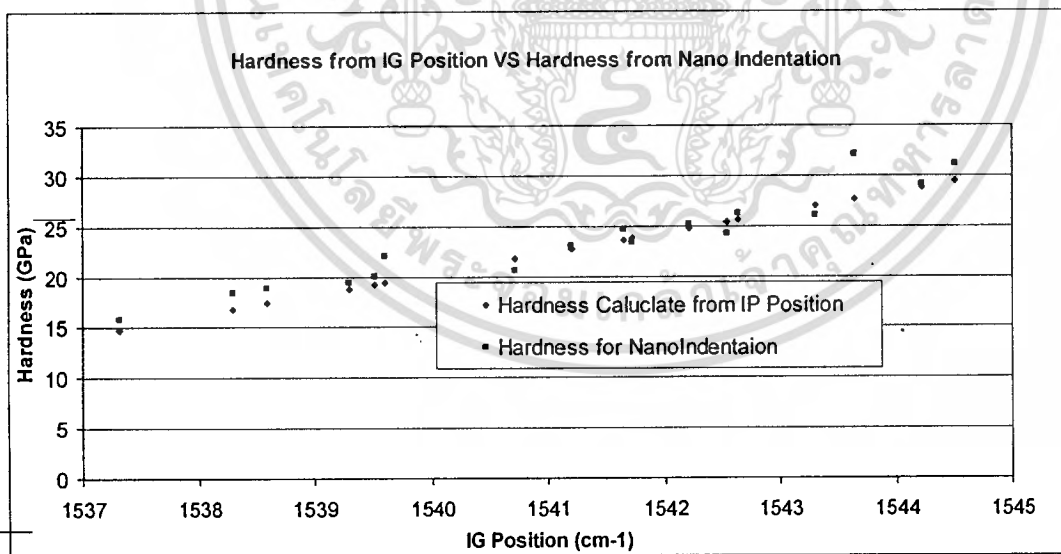 Hardness from IG Position VS Hardness from Nano Indentation
35
30
25
20
15
10
5
0
Hardness (GPa)
Hardness Caluclate from IP Position
Hardness for NanoIndentaion
1537 1538 1539 1540 1541 1542 1543 1544 1545
IG Position (cm-1)